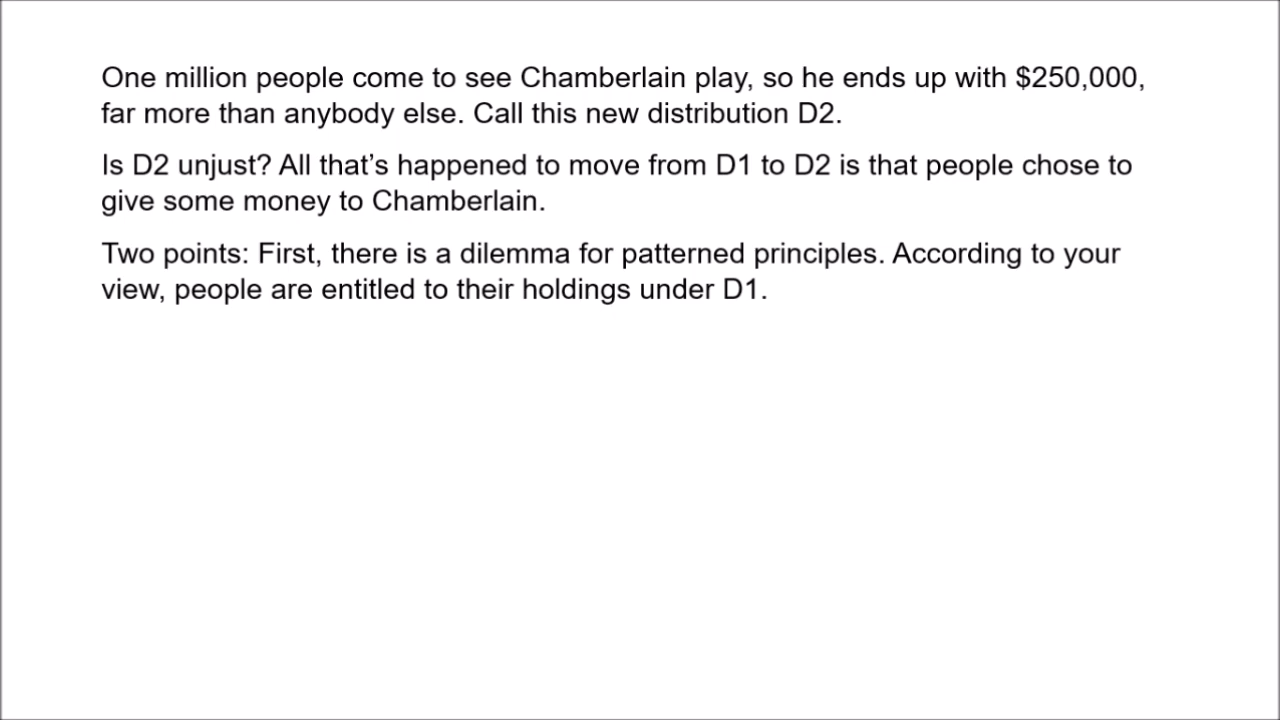 One million people come to see Chamberlain play, so he ends up with $250,000,
far more than anybody else. Call this new distribution D2.
Is D2 unjust? All that’s happened to move from D1 to D2 is that people chose to
give some money to Chamberlain.
Two points: First, there is a dilemma for patterned principles. According to your
view, people are entitled to their holdings under D1.